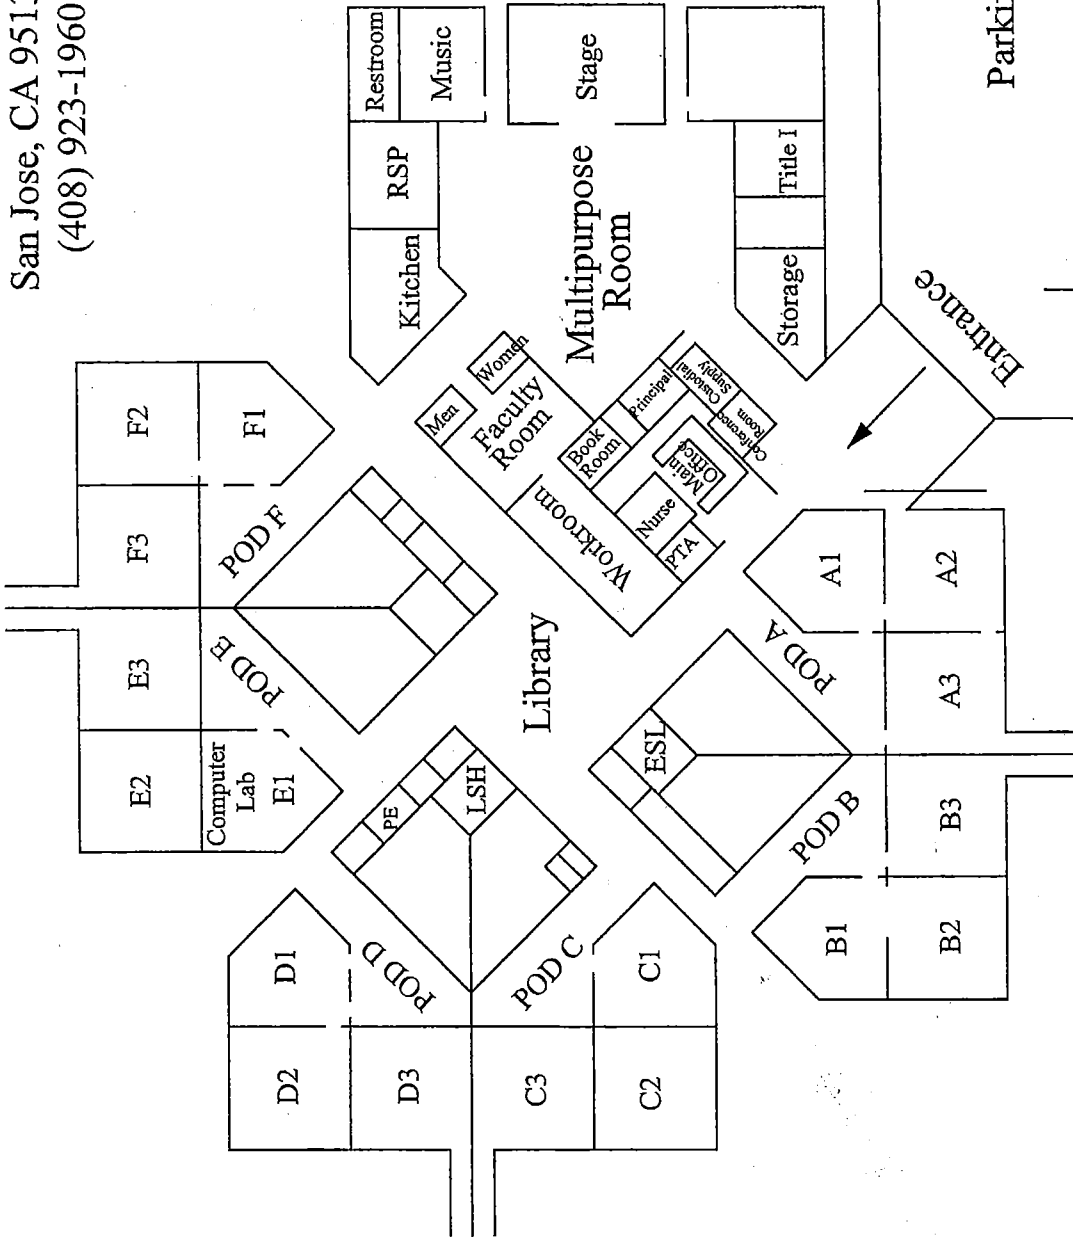 San Jose, CA
(408) 923-1960
Restroom
Music
Stage
RSP
Kitchen
Multipurpose
Room
Title I
Storage
Parki
Entrance
F2
F1
F3
POD F
E3
POD E
E2
Computer
Lab
E1
Men
Women
Faculty
Room
Book
Room
Principal
Custodial
Supply
Conference
Room
Main
Office
Nurse
PTA
Workroom
Library
PE
LSH
ESL
A1
A2
POD A
A3
POD B
B3
B1
B2
D1
POD D
D2
D3
POD C
C1
C3
C2